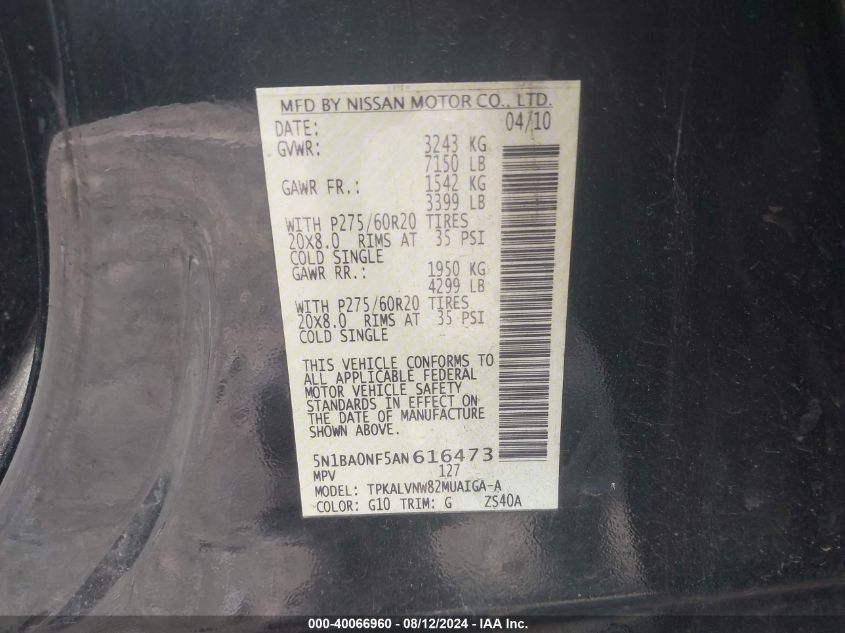 MFD BY NISSAN MOTOR CO., LTD.
DATE: 04/10
GVWR: 3243 KG
7150 LB
GAWR FR.: 1542 KG
3399 LB
WITH P275/60R20 TIRES
20X8.0 RIMS AT 35 PSI
COLD SINGLE
GAWR RR.: 1950 KG
4299 LB
WITH P275/60R20 TIRES
20X8.0 RIMS AT 35 PSI
COLD SINGLE
THIS VEHICLE CONFORMS TO
ALL APPLICABLE FEDERAL
MOTOR VEHICLE SAFETY
STANDARDS IN EFFECT ON
THE DATE OF MANUFACTURE
SHOWN ABOVE.
5N1BA0NF5AN616473
MPV 127
MODEL: TPKALVNW82MUAIGA-A
COLOR: G10 TRIM: G ZS40A
000-40066960 - 08/12/2024 - IAA Inc.